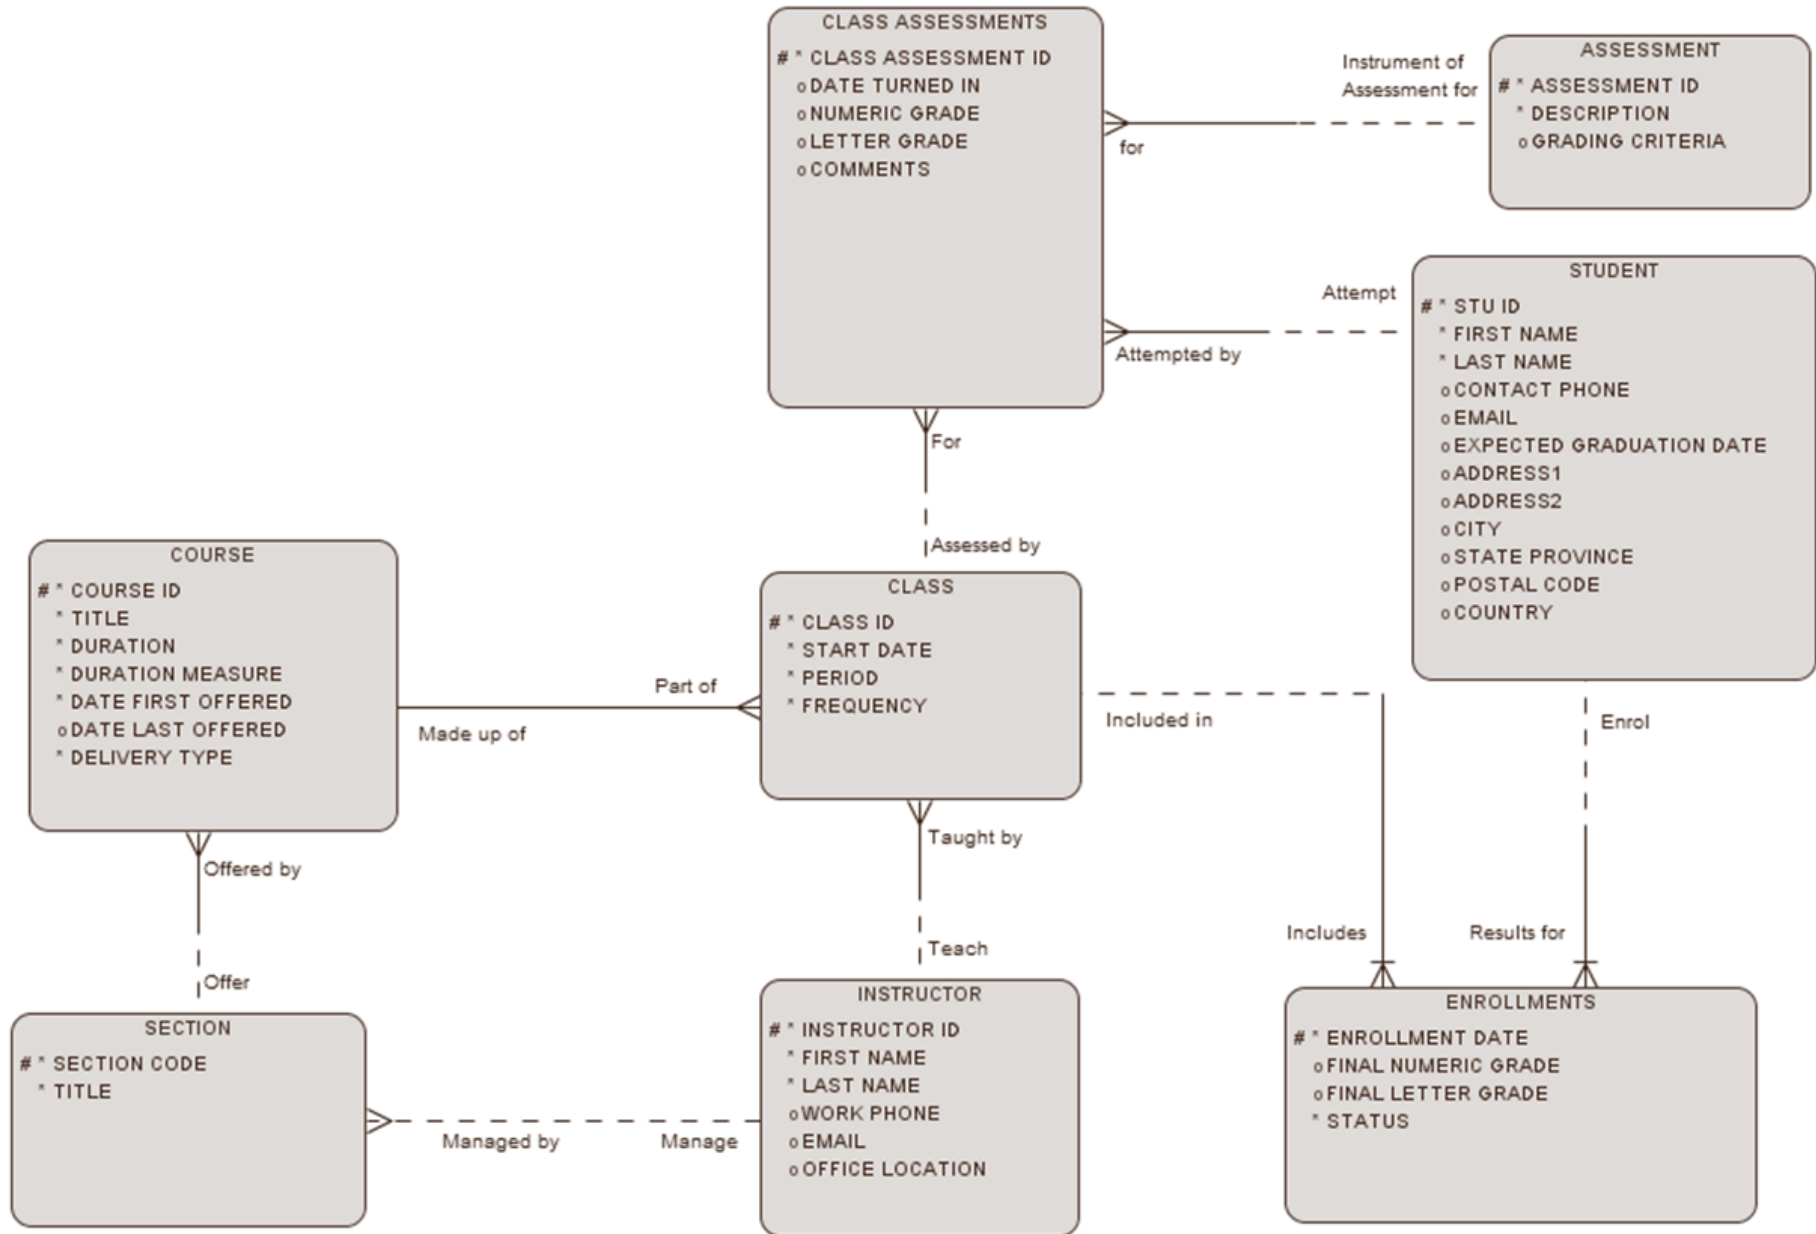 CLASS ASSESSMENTS
# * CLASS ASSESSMENT ID
o DATE TURNED IN
o NUMERIC GRADE
o LETTER GRADE
o COMMENTS
Instrument of
Assessment for
for
ASSESSMENT
# * ASSESSMENT ID
* DESCRIPTION
o GRADING CRITERIA
Attempt
Attempted by
STUDENT
# * STU ID
* FIRST NAME
* LAST NAME
o CONTACT PHONE
o EMAIL
o EXPECTED GRADUATION DATE
o ADDRESS1
o ADDRESS2
o CITY
o STATE PROVINCE
o POSTAL CODE
o COUNTRY
For
Assessed by
COURSE
# * COURSE ID
* TITLE
* DURATION
* DURATION MEASURE
* DATE FIRST OFFERED
o DATE LAST OFFERED
* DELIVERY TYPE
Part of
Made up of
CLASS
# * CLASS ID
* START DATE
* PERIOD
* FREQUENCY
Included in
Enrol
Offered by
Offer
Taught by
Teach
Includes
Results for
SECTION
# * SECTION CODE
* TITLE
Managed by
Manage
INSTRUCTOR
# * INSTRUCTOR ID
* FIRST NAME
* LAST NAME
o WORK PHONE
o EMAIL
o OFFICE LOCATION
ENROLLMENTS
# * ENROLLMENT DATE
o FINAL NUMERIC GRADE
o FINAL LETTER GRADE
* STATUS